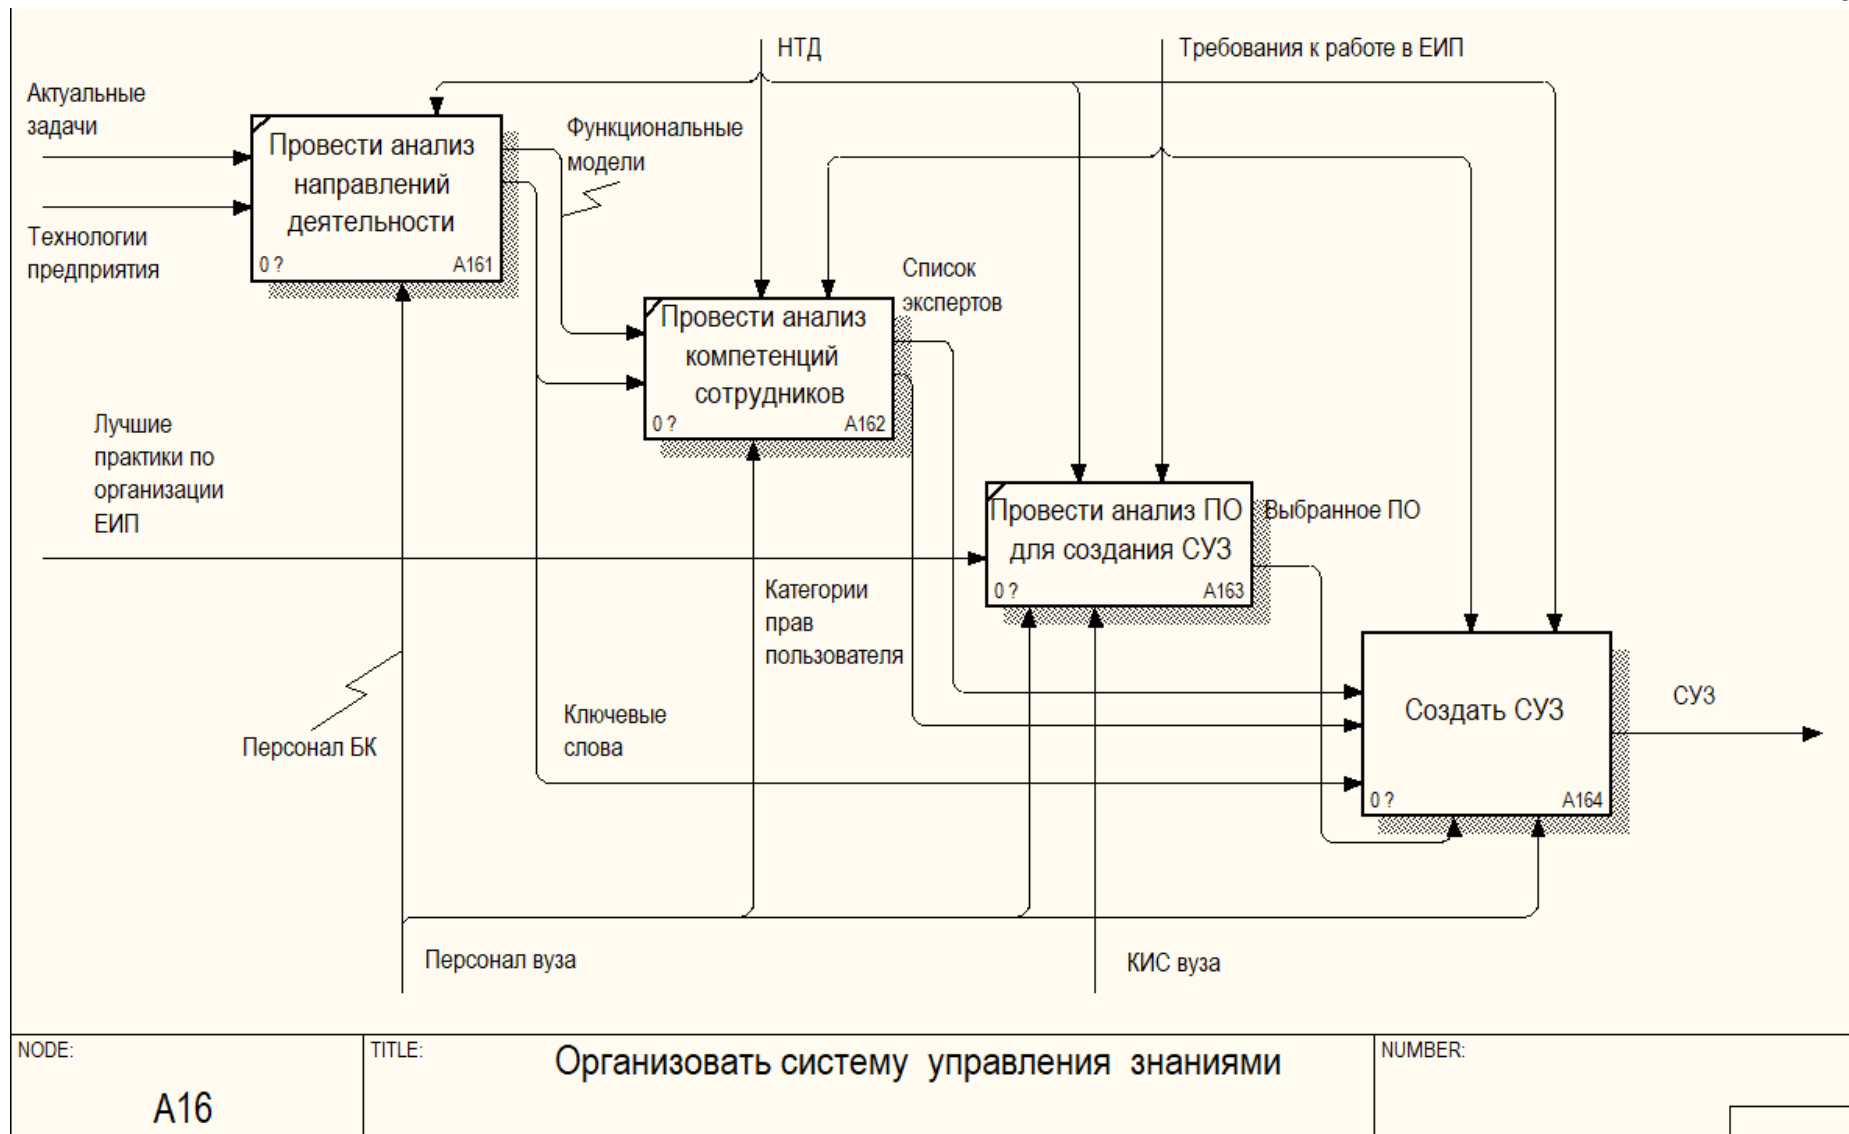 НТД
Требования к работе в ЕИП
Актуальные
задачи
Провести анализ
направлений
деятельности
0 ?
A161
Функциональные
модели
Технологии
предприятия
Список
экспертов
Провести анализ
компетенций
сотрудников
0 ?
A162
Лучшие
практики по
организации
ЕИП
Провести анализ ПО
для создания СУЗ
0 ?
A163
Выбранное ПО
Категории
прав
пользователя
Создать СУЗ
0 ?
A164
СУЗ
Ключевые
слова
Персонал БК
Персонал вуза
КИС вуза
NODE:
A16
TITLE:
Организовать систему управления знаниями
NUMBER: